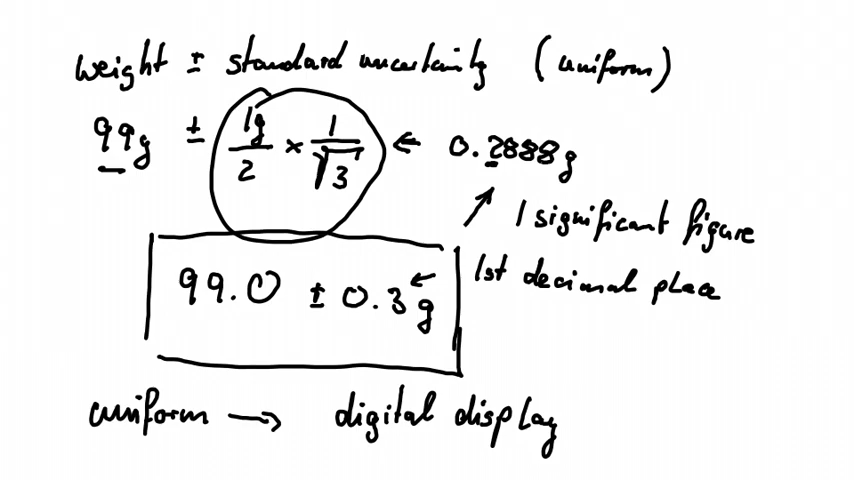 weight ± standard uncertainty (uniform)
99g ± 1g/2 × 1/√3 ← 0.2888g
1 significant figure
1st decimal place
99.0 ± 0.3g
uniform → digital display